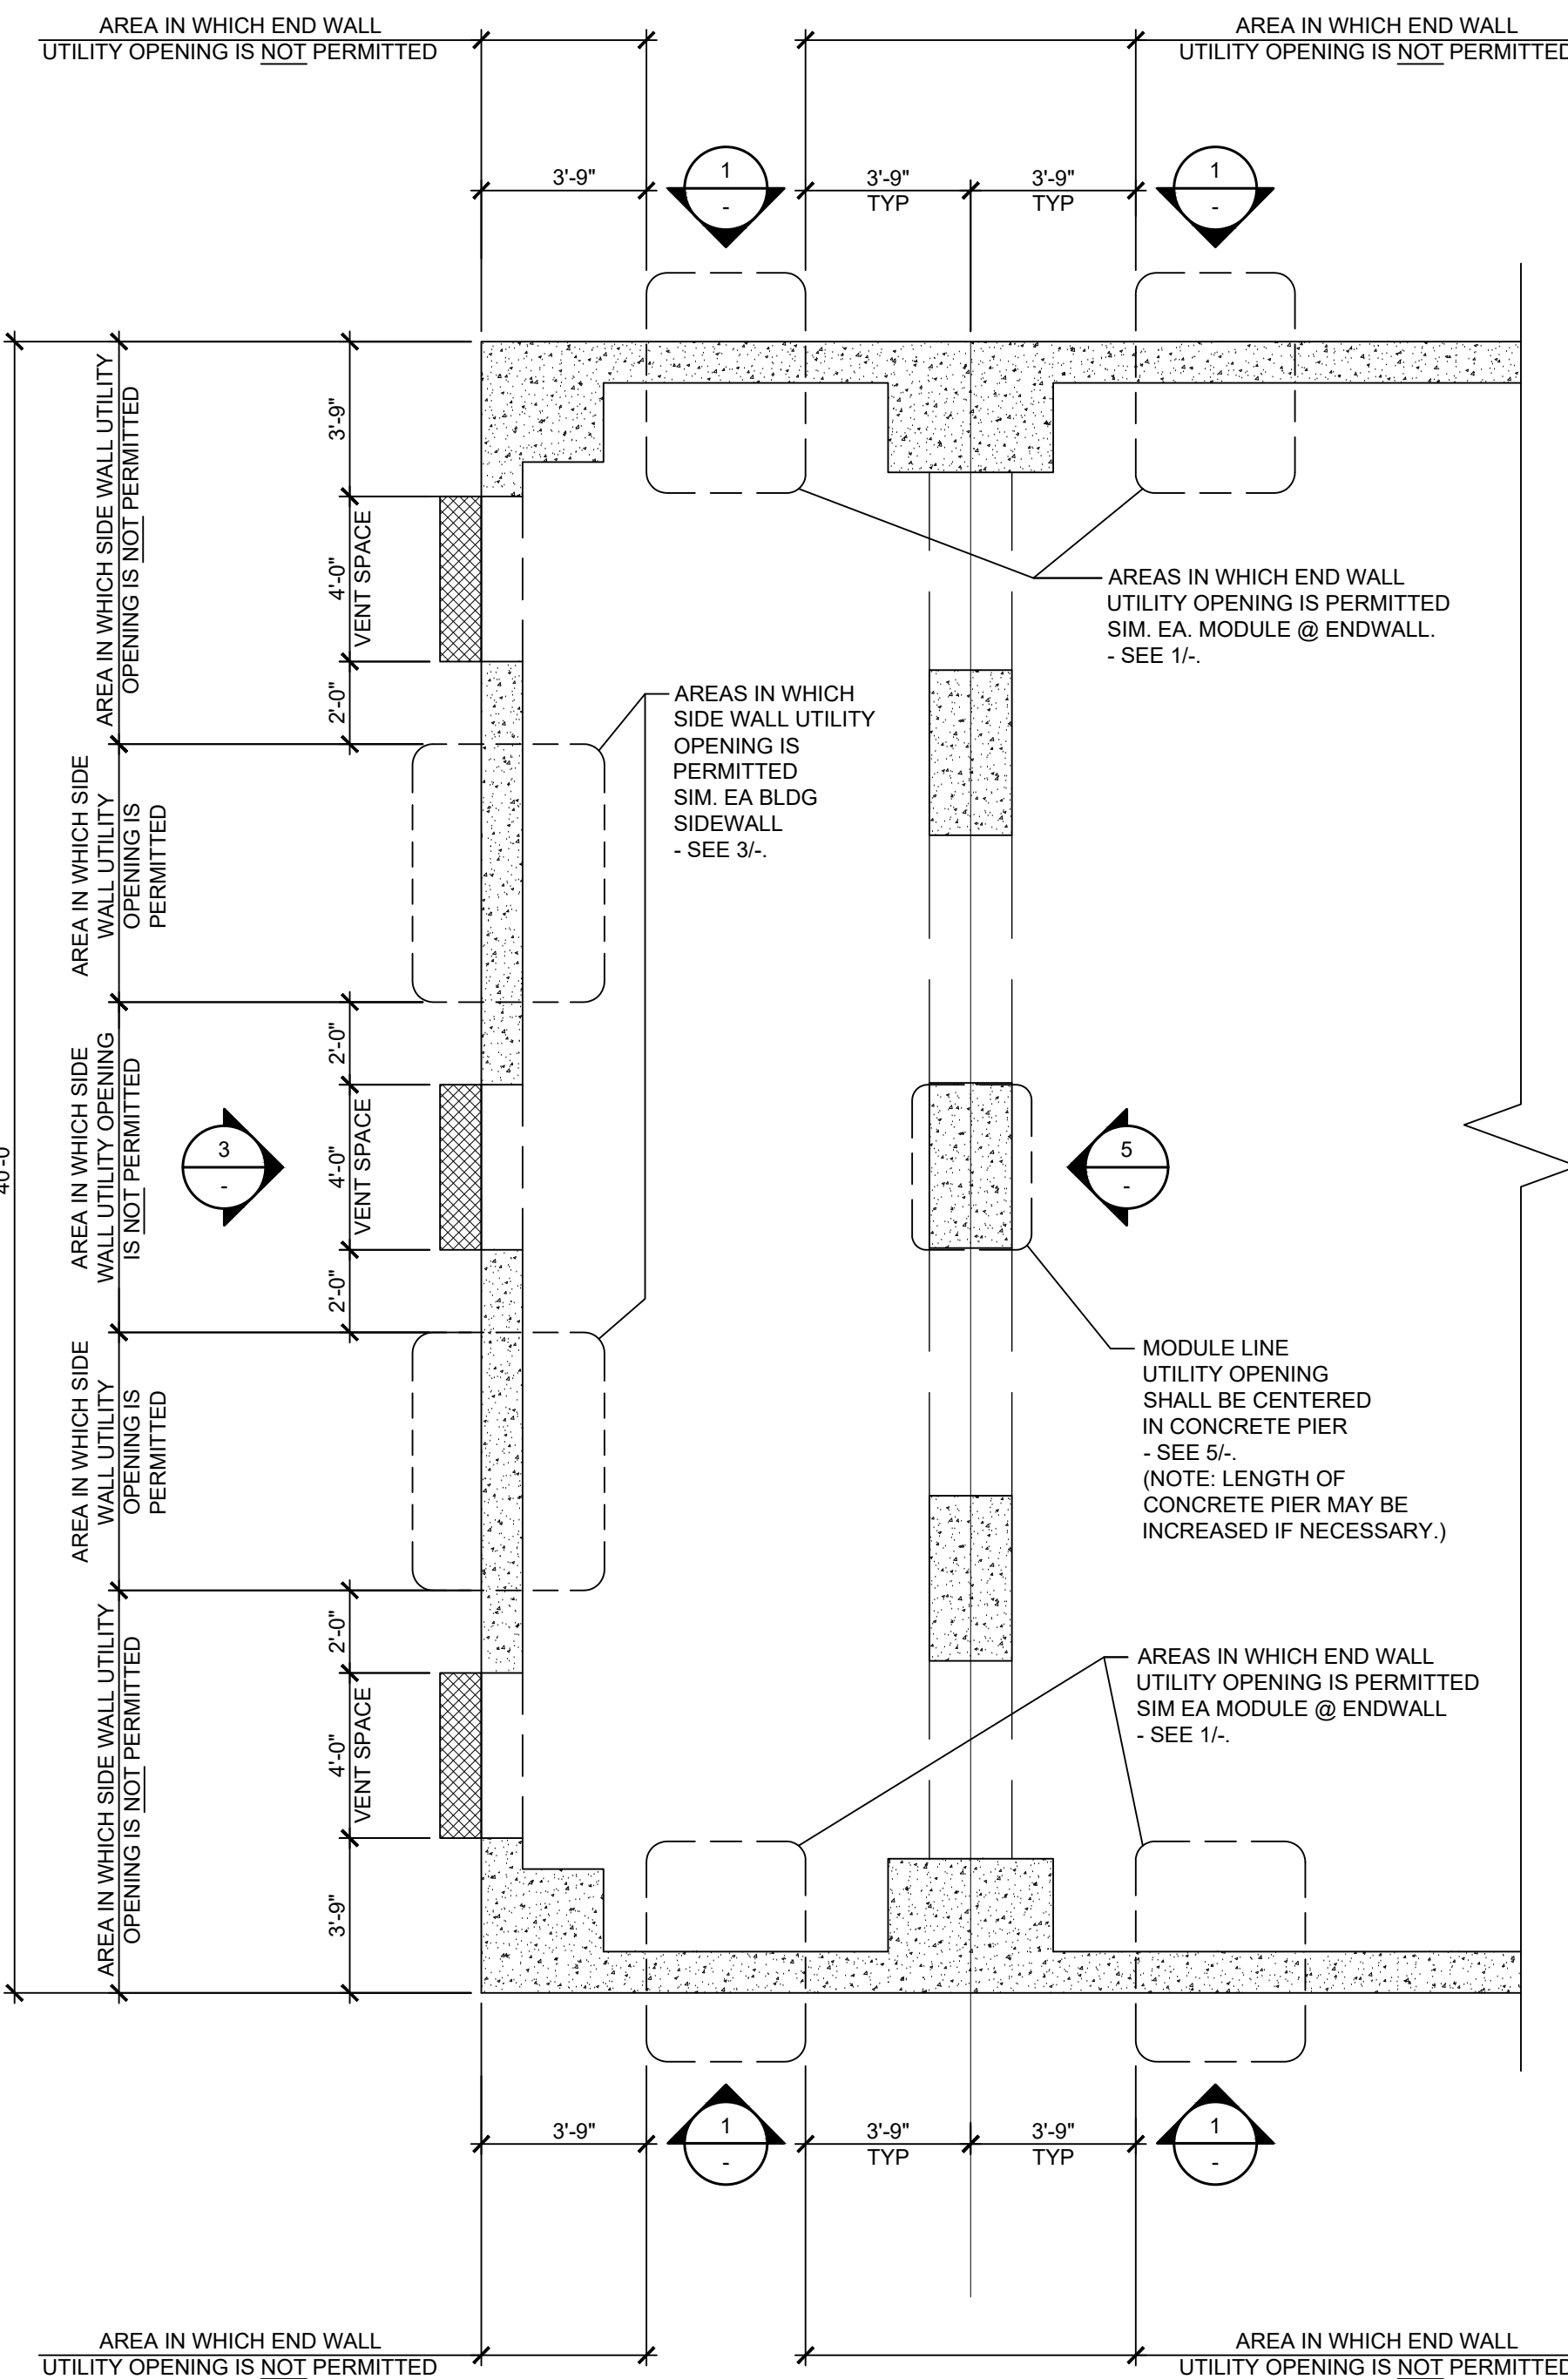 AREA IN WHICH END WALL
UTILITY OPENING IS NOT PERMITTED
AREA IN WHICH END WALL
UTILITY OPENING IS NOT PERMITTED
3'-9"
1
-
3'-9"
TYP
3'-9"
TYP
1
-
AREA IN WHICH SIDE WALL UTILITY
OPENING IS NOT PERMITTED
3'-9"
4'-0"
VENT SPACE
2'-0"
AREAS IN WHICH END WALL
UTILITY OPENING IS PERMITTED
SIM. EA. MODULE @ ENDWALL.
- SEE 1/-.
AREAS IN WHICH
SIDE WALL UTILITY
OPENING IS
PERMITTED
SIM. EA BLDG
SIDEWALL
- SEE 3/-.
AREA IN WHICH SIDE
WALL UTILITY
OPENING IS
PERMITTED
40'-0"
AREA IN WHICH SIDE
WALL UTILITY OPENING
IS NOT PERMITTED
3
-
2'-0"
4'-0"
VENT SPACE
2'-0"
5
-
AREA IN WHICH SIDE
WALL UTILITY
OPENING IS
PERMITTED
MODULE LINE
UTILITY OPENING
SHALL BE CENTERED
IN CONCRETE PIER
- SEE 5/-.
(NOTE: LENGTH OF
CONCRETE PIER MAY BE
INCREASED IF NECESSARY.)
AREA IN WHICH SIDE WALL UTILITY
OPENING IS NOT PERMITTED
2'-0"
4'-0"
VENT SPACE
3'-9"
AREAS IN WHICH END WALL
UTILITY OPENING IS PERMITTED
SIM EA MODULE @ ENDWALL
- SEE 1/-.
3'-9"
1
-
3'-9"
TYP
3'-9"
TYP
1
-
AREA IN WHICH END WALL
UTILITY OPENING IS NOT PERMITTED
AREA IN WHICH END WALL
UTILITY OPENING IS NOT PERMITTED